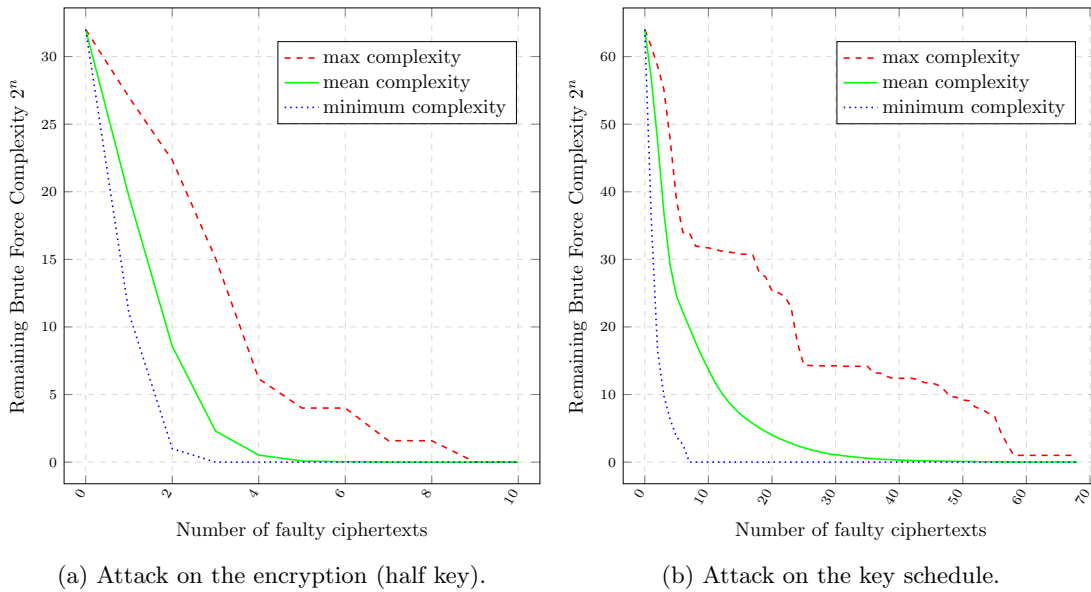 30
25
20
15
10
5
0
0
2
4
6
8
10
Remaining Brute Force Complexity 2^n
Number of faulty ciphertexts
max complexity
mean complexity
minimum complexity
(a) Attack on the encryption (half key).
60
50
40
30
20
10
0
0
10
20
30
40
50
60
70
Remaining Brute Force Complexity 2^n
Number of faulty ciphertexts
max complexity
mean complexity
minimum complexity
(b) Attack on the key schedule.